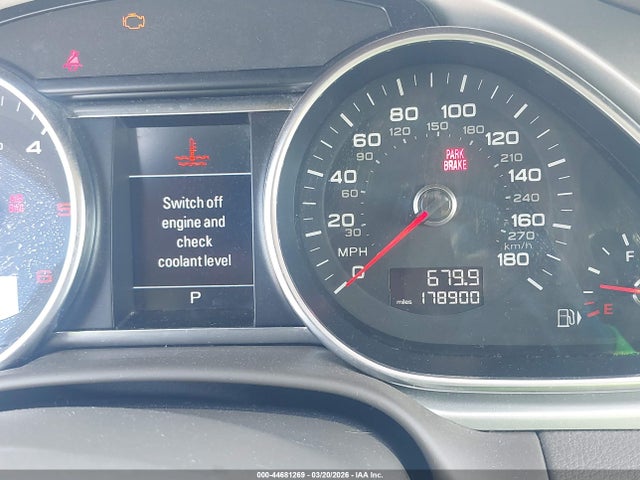 4
Switch off
engine and
check
coolant level
P
0
20
40
60
80
100
120
140
160
180
30
60
90
120
150
180
210
240
270
km/h
MPH
PARK
BRAKE
679.9
miles 178900
F
E
000-44681269 | 03/20/2026 | IAA Inc.